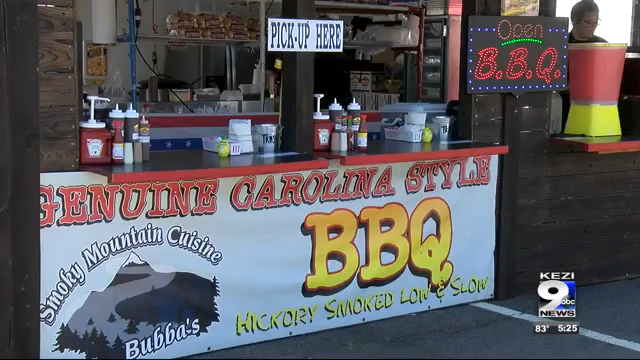 PICK-UP HERE
Open
B.B.Q.
GENUINE CAROLINA STYLE
BBQ
HICKORY SMOKED LOW & SLOW
Smoky Mountain Cuisine
Bubba's
KEZI
9 abc
NEWS
83° 5:25